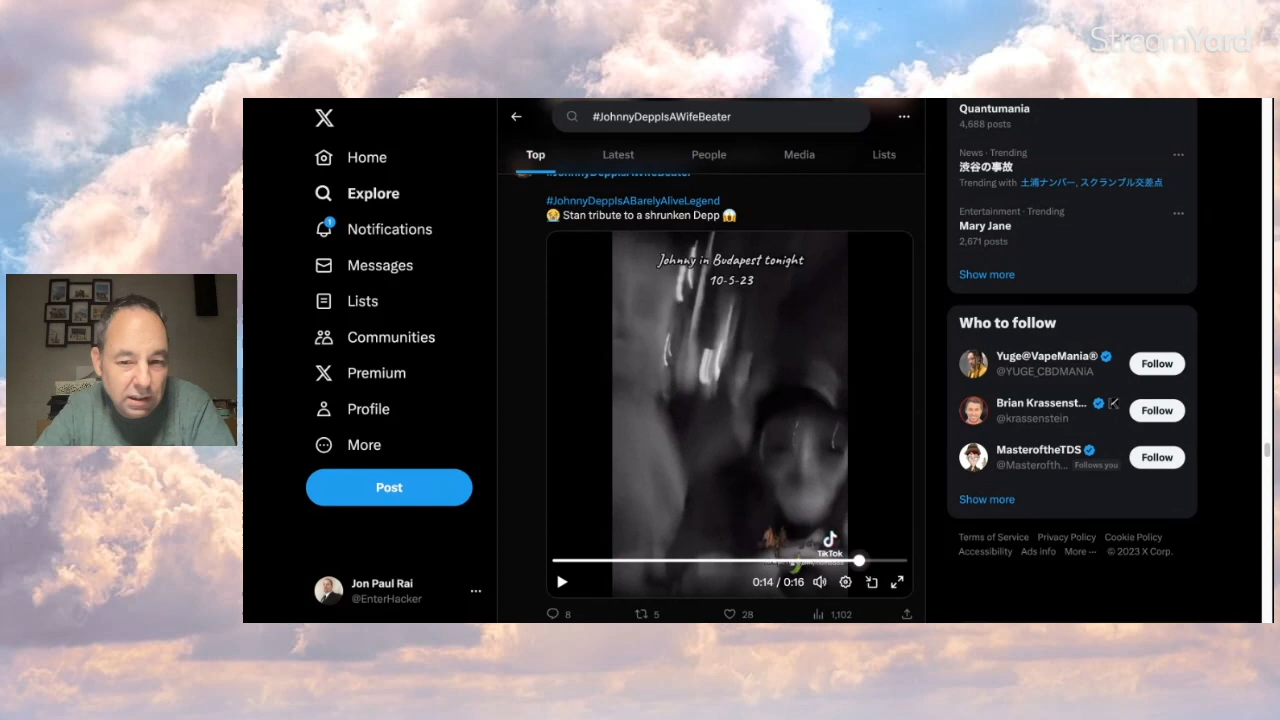 StreamYard
#JohnnyDeppIsAWifeBeater
Home
Explore
1
Notifications
Messages
Lists
Communities
Premium
Profile
More
Post
Jon Paul Rai
@EnterHacker
Top
Latest
People
Media
Lists
#JohnnyDeppIsAWifeBeater
#JohnnyDeppIsABarelyAliveLegend
😭 Stan tribute to a shrunken Depp 😱
Johnny in Budapest tonight
10-5-23
TikTok
0:14 / 0:16
8
5
28
1,102
Quantumania
4,688 posts
News · Trending
渋谷の事故
Trending with 土浦ナンバー, スクランブル交差点
Entertainment · Trending
Mary Jane
2,671 posts
Show more
Who to follow
Yuge@VapeMania®
@YUGE_CBDMANiA
Follow
Brian Krassenst...
@krassenstein
Follow
MasteroftheTDS
@Masterofth... Follows you
Follow
Show more
Terms of Service Privacy Policy Cookie Policy
Accessibility Ads info More ··· © 2023 X Corp.